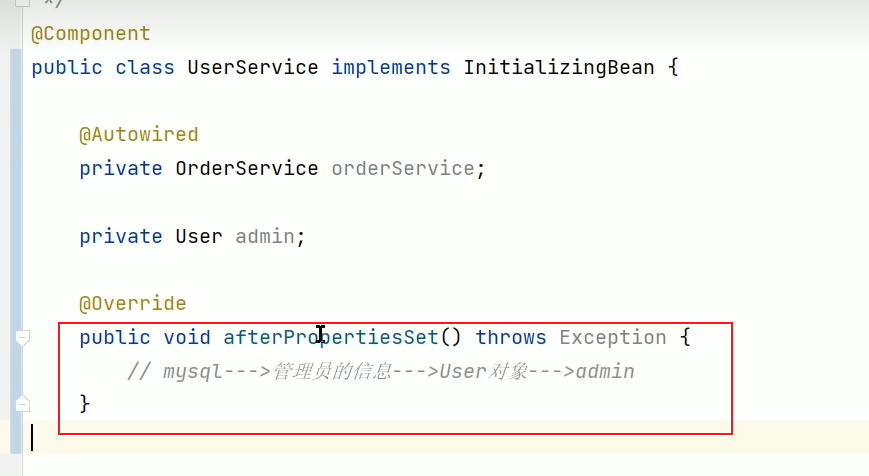 */
@Component
public class UserService implements InitializingBean {
@Autowired
private OrderService orderService;
private User admin;
@Override
public void afterPropertiesSet() throws Exception {
// mysql--->管理员的信息--->User对象--->admin
}